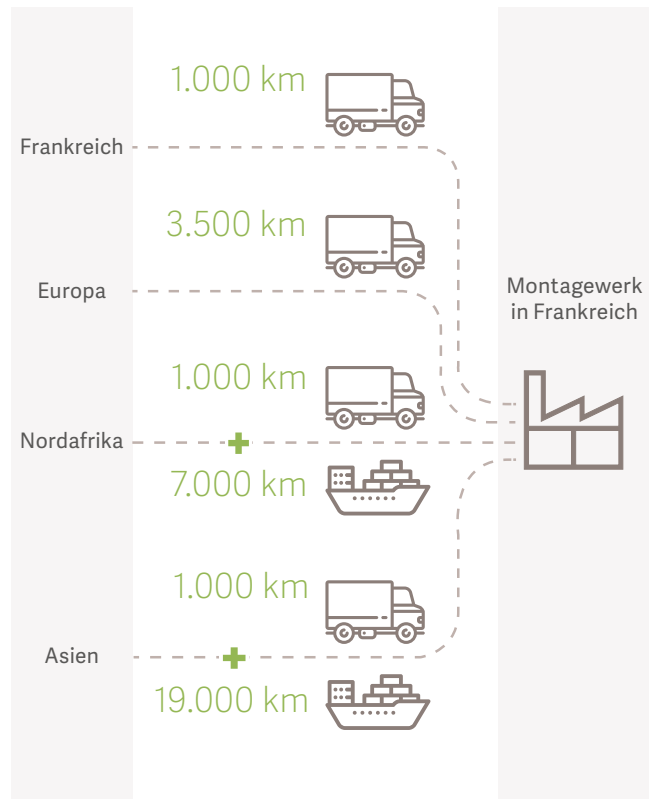 1.000 km
Frankreich
3.500 km
Europa
Montagewerk
in Frankreich
1.000 km
Nordafrika
+
7.000 km
1.000 km
Asien
+
19.000 km